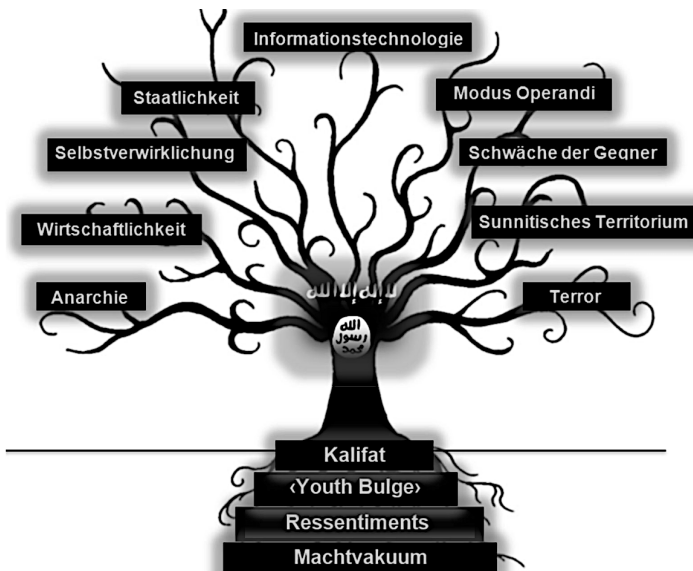 Informationstechnologie
Staatlichkeit
Modus Operandi
Selbstverwirklichung
Schwäche der Gegner
Wirtschaftlichkeit
Sunnitisches Territorium
Anarchie
Terror
لا إله إلا الله
الله
رسول
محمد
Kalifat
‹Youth Bulge›
Ressentiments
Machtvakuum